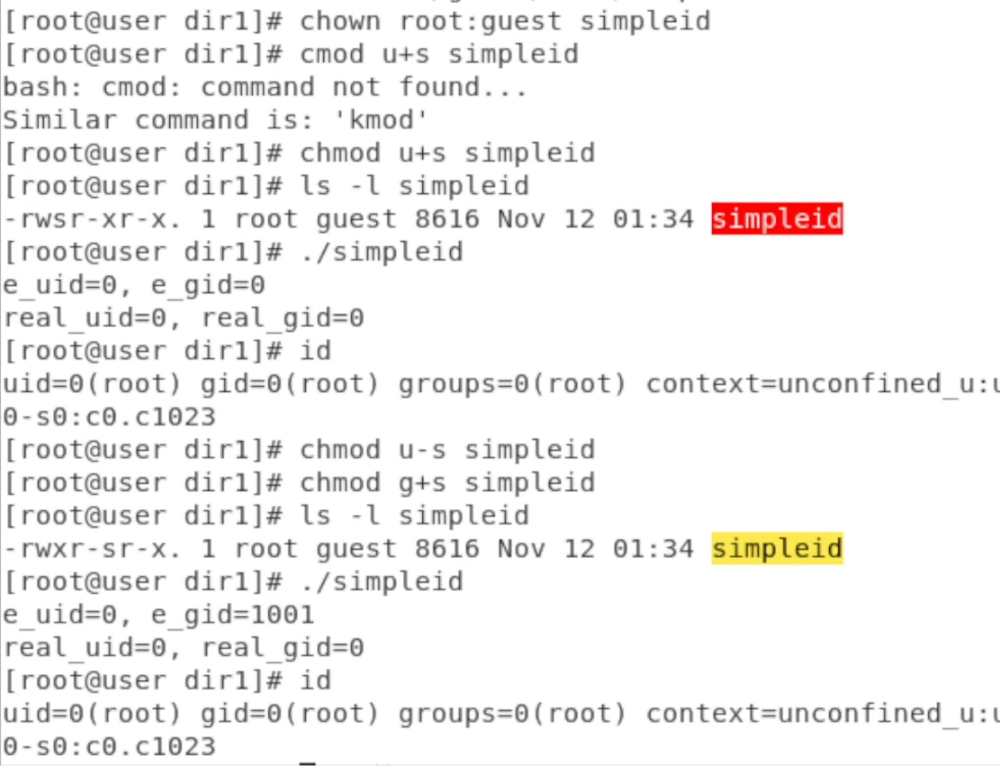 [root@user dir1]# chown root:guest simpleid
[root@user dir1]# cmod u+s simpleid
bash: cmod: command not found...
Similar command is: 'kmod'
[root@user dir1]# chmod u+s simpleid
[root@user dir1]# ls -l simpleid
-rwsr-xr-x. 1 root guest 8616 Nov 12 01:34 simpleid
[root@user dir1]# ./simpleid
e_uid=0, e_gid=0
real_uid=0, real_gid=0
[root@user dir1]# id
uid=0(root) gid=0(root) groups=0(root) context=unconfined_u:u
0-s0:c0.c1023
[root@user dir1]# chmod u-s simpleid
[root@user dir1]# chmod g+s simpleid
[root@user dir1]# ls -l simpleid
-rwxr-sr-x. 1 root guest 8616 Nov 12 01:34 simpleid
[root@user dir1]# ./simpleid
e_uid=0, e_gid=1001
real_uid=0, real_gid=0
[root@user dir1]# id
uid=0(root) gid=0(root) groups=0(root) context=unconfined_u:u
0-s0:c0.c1023